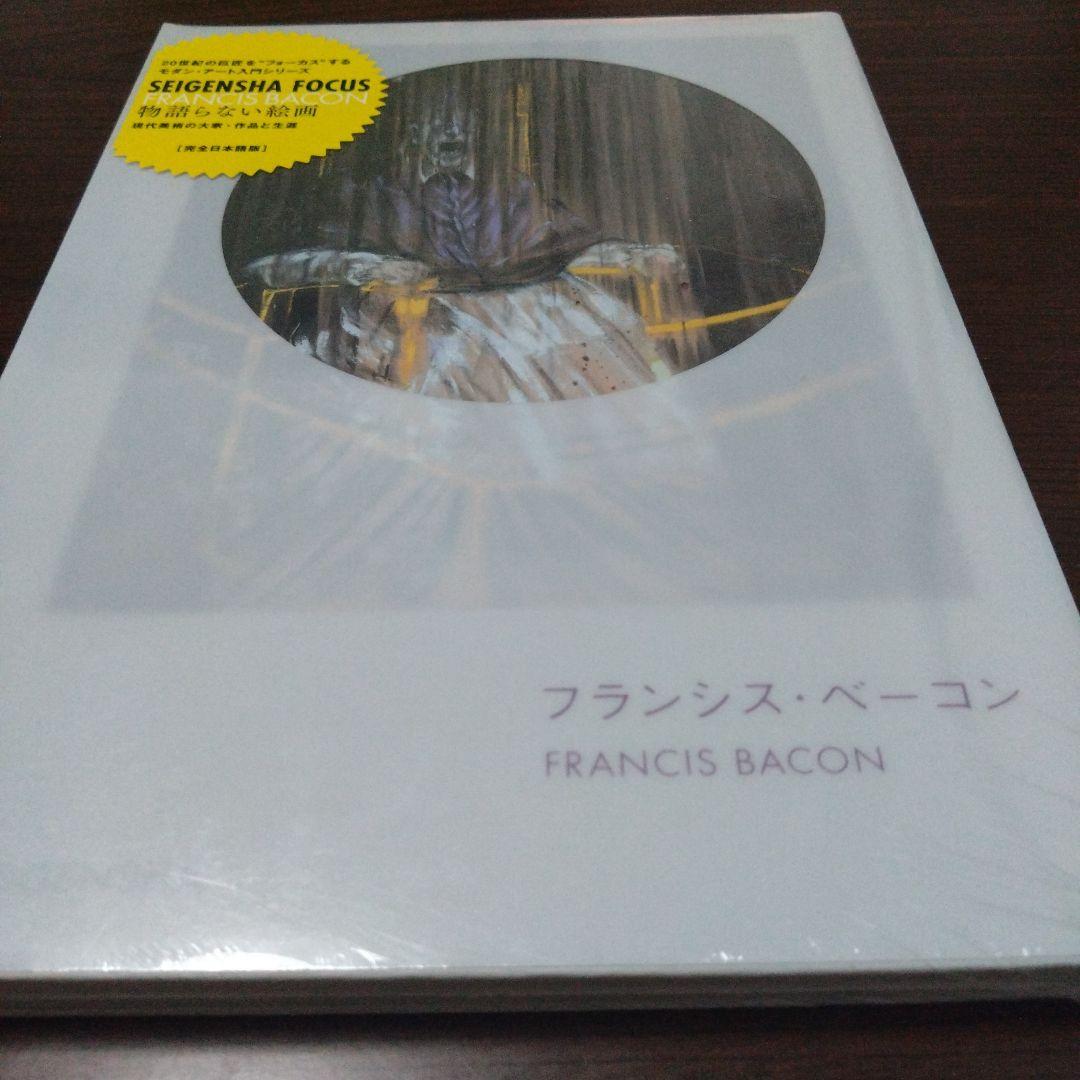 20世紀の巨匠を"フォーカス"する
モダン・アート入門シリーズ
SEIGENSHA FOCUS
FRANCIS BACON
物語らない絵画
現代美術の大家・作品と生涯
[完全日本語版]
フランシス・ベーコン
FRANCIS BACON